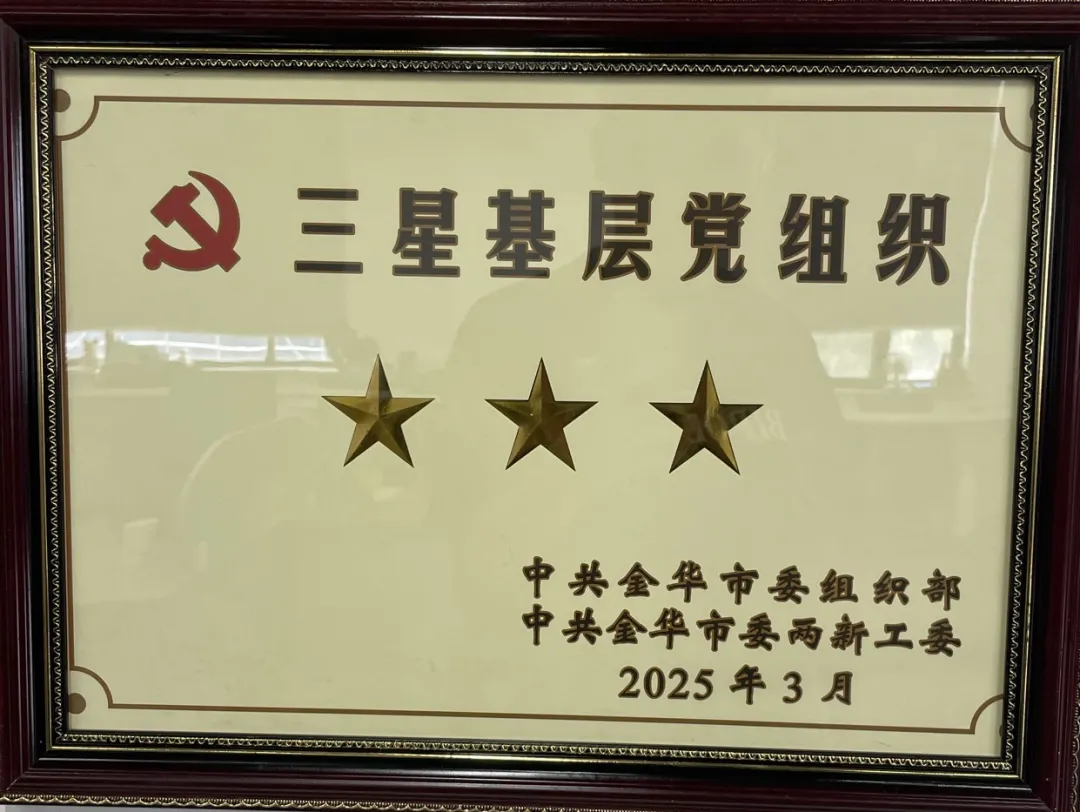 三星基层党组织
中共金华市委组织部
中共金华市委两新工委
2025年3月